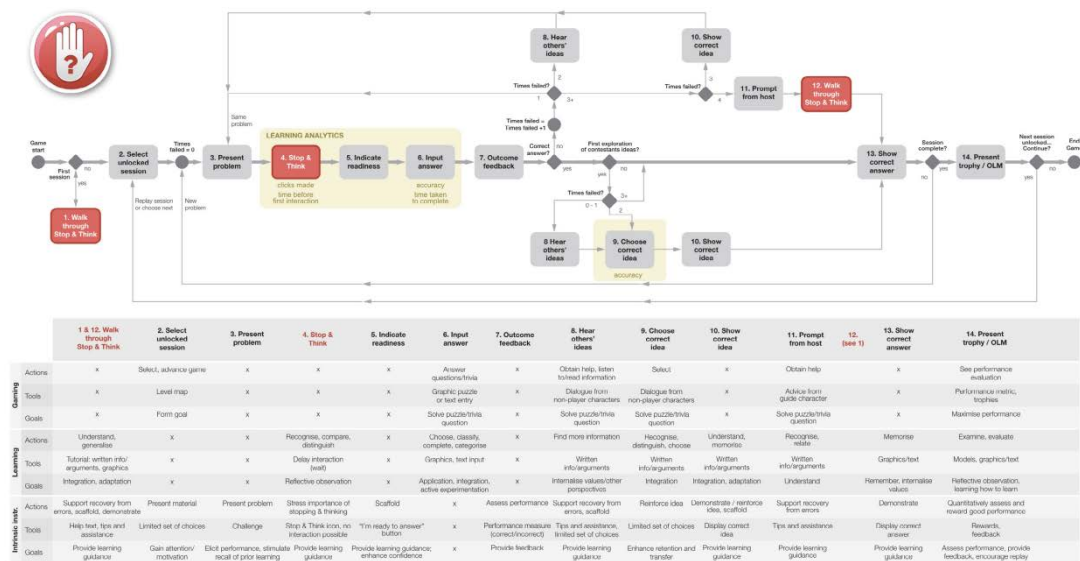 ?
8. Hear
others'
ideas
10. Show
correct
idea
2
3
Times failed?
1
3+
Times failed?
4
11. Prompt
from host
12. Walk
through
Stop & Think
Same
problem
Times failed =
Times failed +1
LEARNING ANALYTICS
Game
start
First
session
no
yes
2. Select
unlocked
session
Times
failed = 0
3. Present
problem
4. Stop &
Think
5. Indicate
readiness
6. Input
answer
7. Outcome
feedback
Correct
answer?
no
yes
First exploration
of contestants ideas?
no
yes
13. Show
correct
answer
Session
complete?
yes
no
14. Present
trophy / OLM
Next session
unlocked...
Continue?
no
yes
End
Game
clicks made
time before
first interaction
accuracy
time taken
to complete
1. Walk
through
Stop & Think
Replay session
or choose next
New
problem
Times failed?
0 - 1
3+
2
8 Hear
others'
ideas
9. Choose
correct
idea
10. Show
correct
idea
accuracy
1 & 12. Walk
through
Stop & Think
2. Select
unlocked
session
3. Present
problem
4. Stop &
Think
5. Indicate
readiness
6. Input
answer
7. Outcome
feedback
8. Hear
others'
ideas
9. Choose
correct
idea
10. Show
correct
idea
11. Prompt
from host
12.
(see 1)
13. Show
correct
answer
14. Present
trophy / OLM
Gaming
Actions x Select, advance game x x x Answer questions/trivia x Obtain help, listen to/read information Select x Obtain help x See performance evaluation
Tools x Level map x x x Graphic puzzle or text entry x Dialogue from non-player characters Dialogue from non-player characters x Advice from guide character x Performance metric, trophies
Goals x Form goal x x x Solve puzzle/trivia question x Solve puzzle/trivia question Solve puzzle/trivia question x Solve puzzle/trivia question x Maximise performance
Learning
Actions Understand, generalise x x Recognise, compare, distinguish x Choose, classify, complete, categorise x Find more information Recognise, distinguish, choose Understand, momorise Recognise, relate Memorise Examine, evaluate
Tools Tutorial: written info/ arguments, graphics x x Delay interaction (wait) x Graphics, text input x Written info/arguments Written info/arguments Written info/arguments Written info/arguments Graphics/text Models, graphics/text
Goals Integration, adaptation x x Reflective observation x Application, integration, active experimentation x Internalise values/other perspoctives Integration Integration, adaptation Understand Remember, internalise values Reflective observation, learning how to learn
Intrinsic instr.
Actions Support recovery from errors, scaffold, demonstrate Present material Present problem Stress importance of stopping & thinking Scaffold x Assess performance Support recovery from errors, scaffold Reinforce idea Demonstrate / reinforce idea, scaffold Support recovery from errors Demonstrate Quantitatively assess and reward good performance
Tools Help text, tips and assistance Limited set of choices Challenge Stop & Think icon, no interaction possible "I'm ready to answer" button x Performance measure (correct/incorrect) Tips and assistance, limited set of choices Limited set of choices Display correct idea Tips and assistance Display correct answer Rewards, feedback
Goals Provide learning guidance Gain attention/ motivation Elicit performance, stimulate recall of prior learning Provide learning guidance Provide learning guidance; enhance confidence x Provide feedback Provide learning guidance Enhance retention and transfer Provide learning guidance Provide learning guidance Provide learning guidance Assess performance, provide feedback, encourage replay